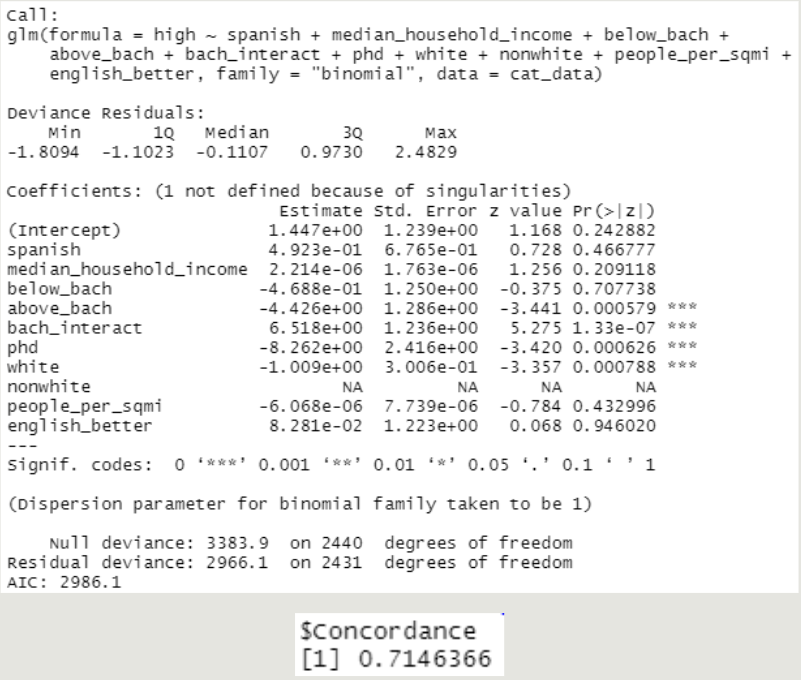 Call:
glm(formula = high ~ spanish + median_household_income + below_bach +
    above_bach + bach_interact + phd + white + nonwhite + people_per_sqmi +
    english_better, family = "binomial", data = cat_data)

Deviance Residuals:
    Min       1Q   Median       3Q      Max
-1.8094  -1.1023  -0.1107   0.9730   2.4829

Coefficients: (1 not defined because of singularities)
                          Estimate Std. Error z value Pr(>|z|)
(Intercept)              1.447e+00  1.239e+00   1.168 0.242882
spanish                  4.923e-01  6.765e-01   0.728 0.466777
median_household_income  2.214e-06  1.763e-06   1.256 0.209118
below_bach              -4.688e-01  1.250e+00  -0.375 0.707738
above_bach              -4.426e+00  1.286e+00  -3.441 0.000579 ***
bach_interact            6.518e+00  1.236e+00   5.275 1.33e-07 ***
phd                     -8.262e+00  2.416e+00  -3.420 0.000626 ***
white                   -1.009e+00  3.006e-01  -3.357 0.000788 ***
nonwhite                        NA         NA      NA       NA
people_per_sqmi         -6.068e-06  7.739e-06  -0.784 0.432996
english_better           8.281e-02  1.223e+00   0.068 0.946020
---
Signif. codes:  0 ‘***’ 0.001 ‘**’ 0.01 ‘*’ 0.05 ‘.’ 0.1 ‘ ’ 1

(Dispersion parameter for binomial family taken to be 1)

    Null deviance: 3383.9  on 2440  degrees of freedom
Residual deviance: 2966.1  on 2431  degrees of freedom
AIC: 2986.1

$Concordance
[1] 0.7146366